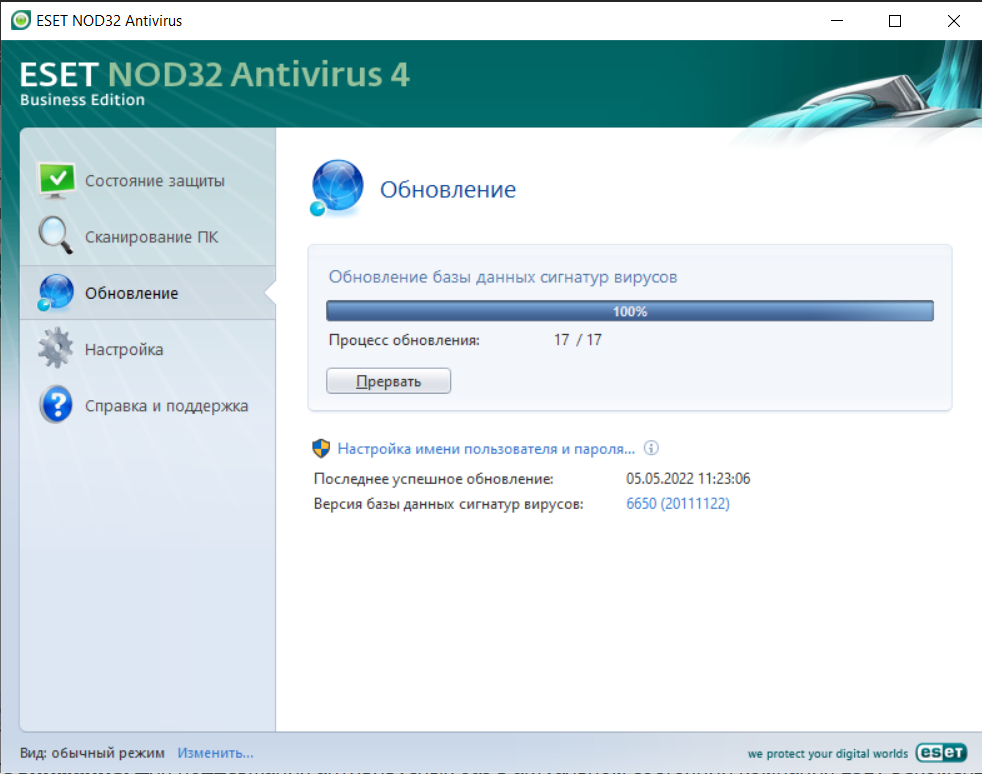 ESET NOD32 Antivirus
ESET NOD32 Antivirus 4
Business Edition
Состояние защиты
Сканирование ПК
Обновление
Настройка
Справка и поддержка
Обновление
Обновление базы данных сигнатур вирусов
100%
Процесс обновления: 17 / 17
Прервать
Настройка имени пользователя и пароля...
Последнее успешное обновление: 05.05.2022 11:23:06
Версия базы данных сигнатур вирусов: 6650 (20111122)
Вид: обычный режим Изменить...
we protect your digital worlds eset